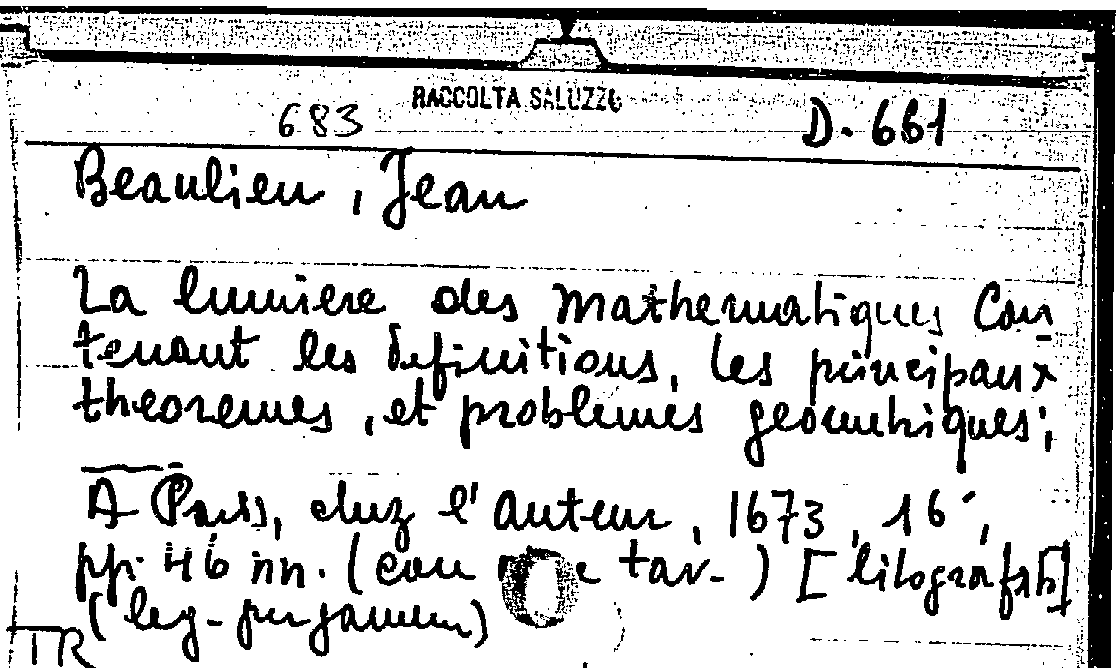 RACCOLTA SALUZZO
683 D. 661
Beaulieu, Jean
La lumiere des mathematiques Con-
tenant les definitions, les principaux
theoremes, et problemes geometriques;
A Paris, chez l'Auteur, 1673, 16°,
pp. 46 nn. (con tav.) [litografato]
(leg. pergamena)
TR